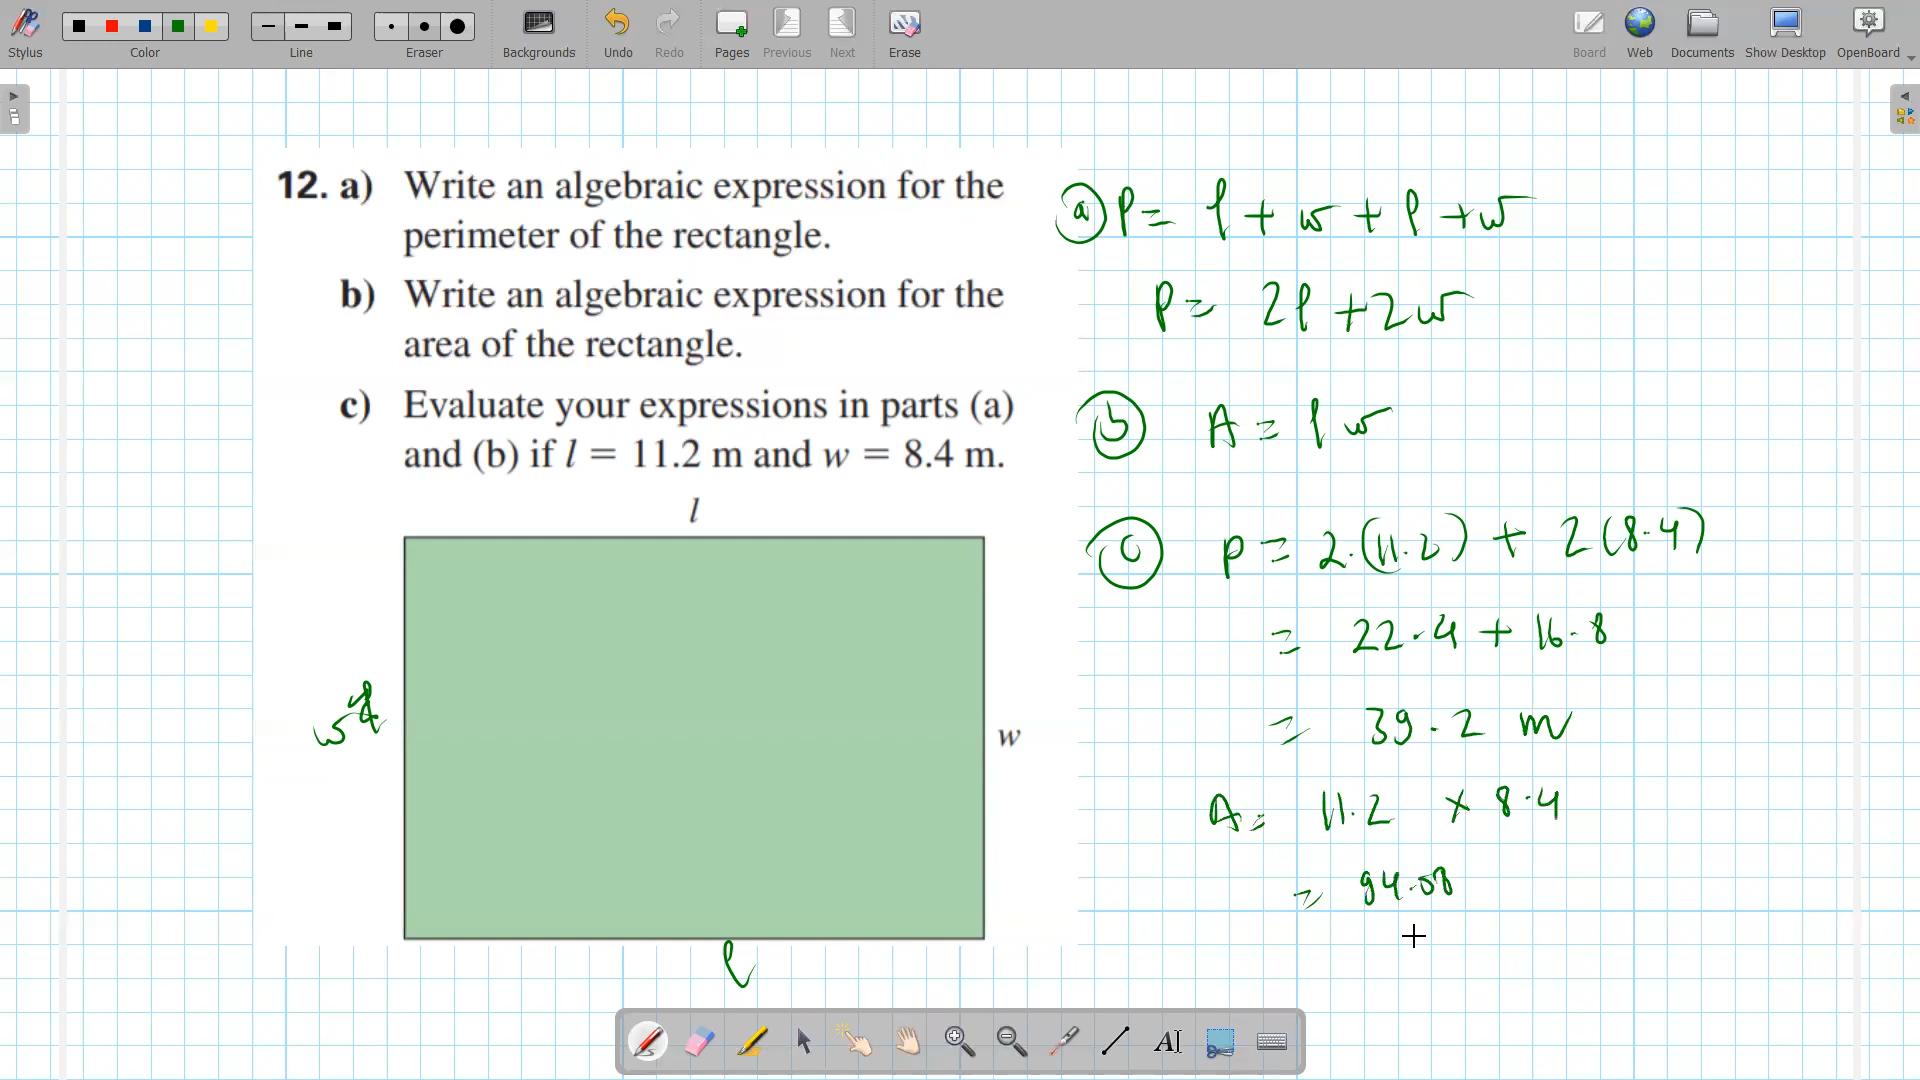 Stylus
Color
Line
Eraser
Backgrounds
Undo
Redo
Pages
Previous
Next
Erase
Board
Web
Documents
Show Desktop
OpenBoard
12. a) Write an algebraic expression for the
perimeter of the rectangle.
b) Write an algebraic expression for the
area of the rectangle.
c) Evaluate your expressions in parts (a)
and (b) if l = 11.2 m and w = 8.4 m.
l
w
w
l
a) P = l + w + l + w
P = 2l + 2w
b) A = l w
c) P = 2.(11.2) + 2(8.4)
= 22.4 + 16.8
= 39.2 m
A = 11.2 × 8.4
= 94.08